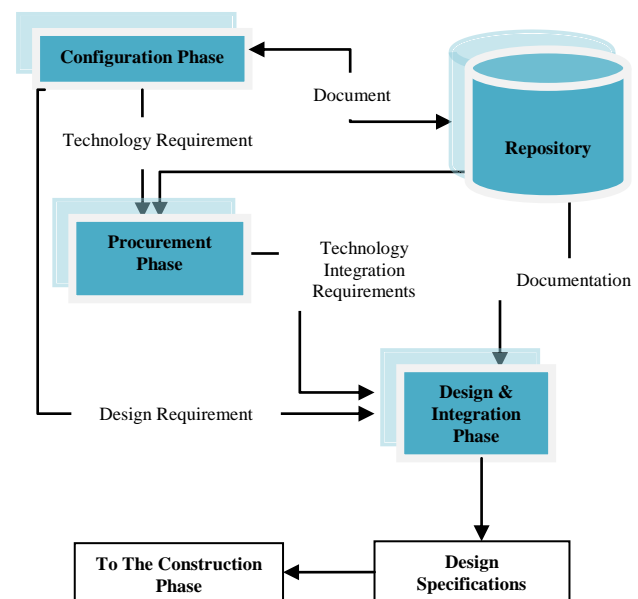 Configuration Phase
Document
Repository
Technology Requirement
Procurement
Phase
Technology
Integration
Requirements
Documentation
Design &
Integration
Phase
Design Requirement
To The Construction
Phase
Design
Specifications